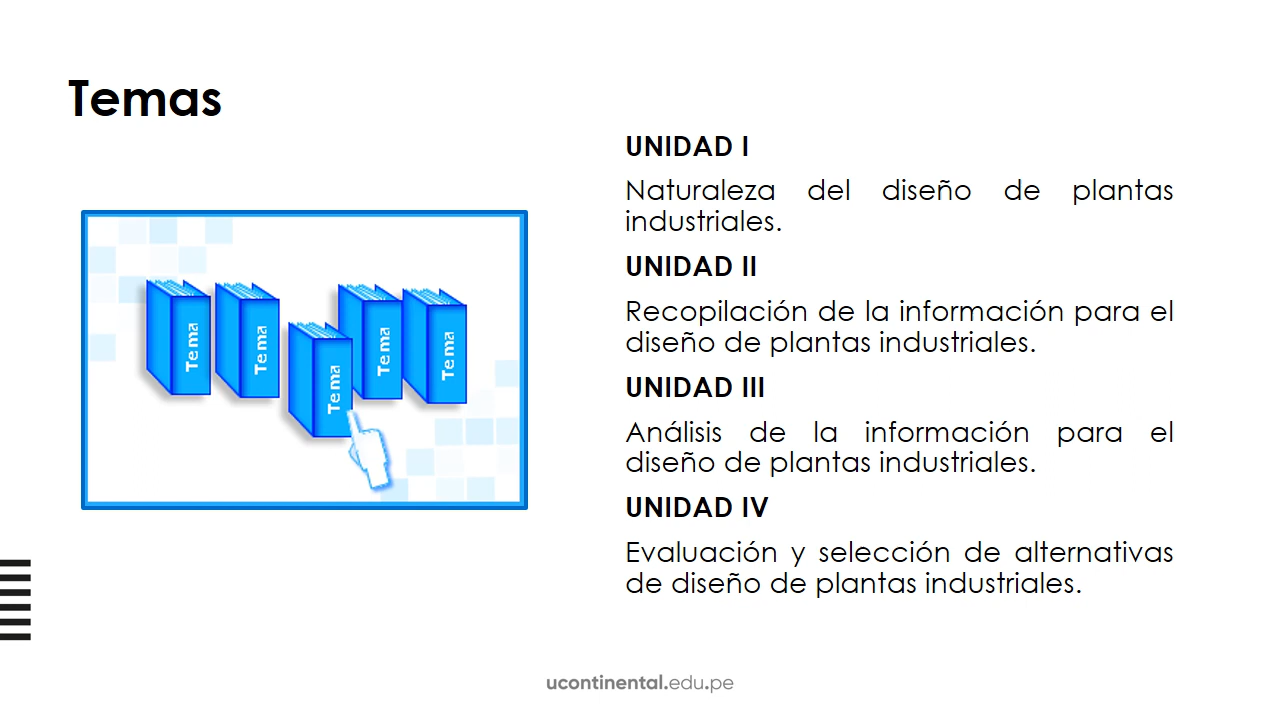 Temas
Tema
Tema
Tema
Tema
Tema
UNIDAD I
Naturaleza del diseño de plantas
industriales.
UNIDAD II
Recopilación de la información para el
diseño de plantas industriales.
UNIDAD III
Análisis de la información para el
diseño de plantas industriales.
UNIDAD IV
Evaluación y selección de alternativas
de diseño de plantas industriales.
ucontinental.edu.pe